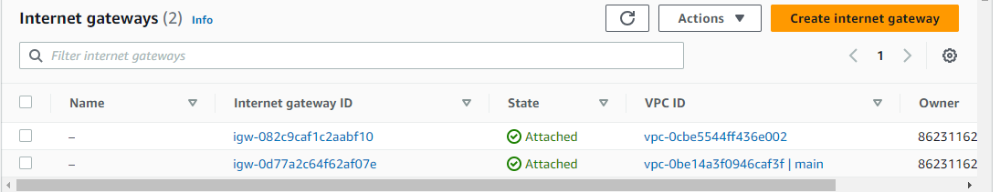 Internet gateways (2) Info Actions Create internet gateway
Filter internet gateways 1
Name Internet gateway ID State VPC ID Owner
– igw-082c9caf1c2aabf10 Attached vpc-0cbe5544ff436e002 86231162
– igw-0d77a2c64f62af07e Attached vpc-0be14a3f0946caf3f | main 86231162